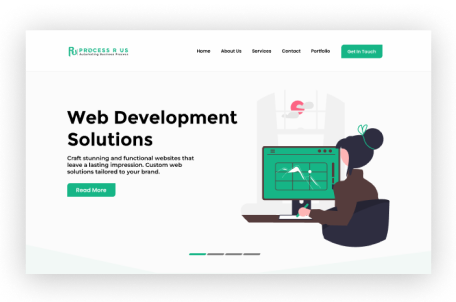 PROCESS R US
Automating Business Process
Home
About Us
Services
Contact
Portfolio
Get In Touch
Web Development
Solutions
Craft stunning and functional websites that
leave a lasting impression. Custom web
solutions tailored to your brand.
Read More